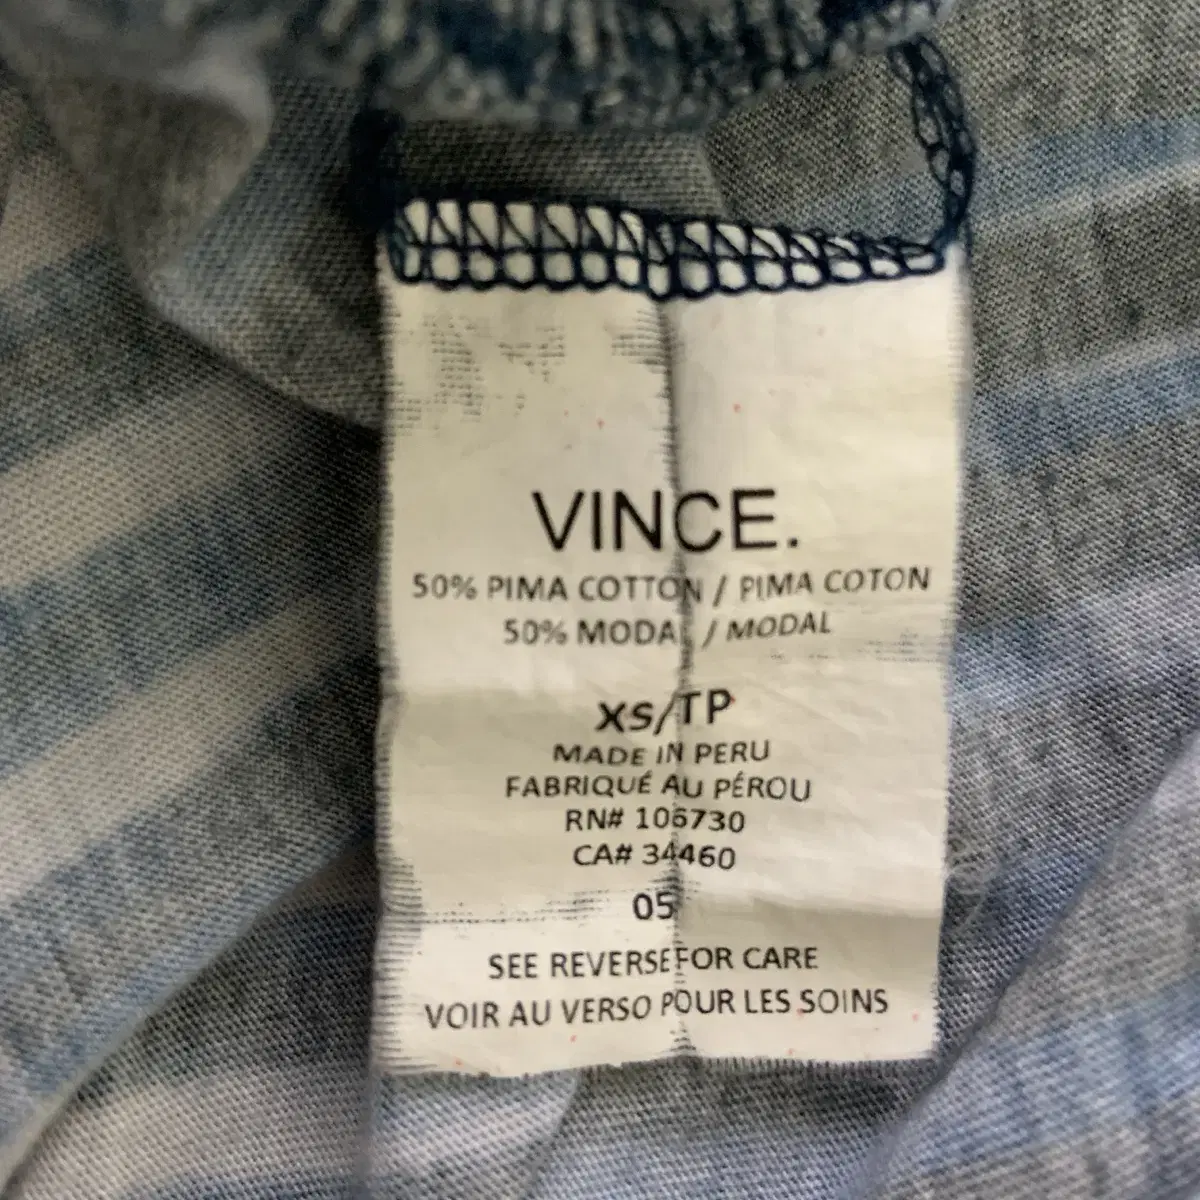 VINCE.
50% PIMA COTTON / PIMA COTON
50% MODAL / MODAL
XS/TP
MADE IN PERU
FABRIQUÉ AU PÉROU
RN# 106730
CA# 34460
05
SEE REVERSE FOR CARE
VOIR AU VERSO POUR LES SOINS